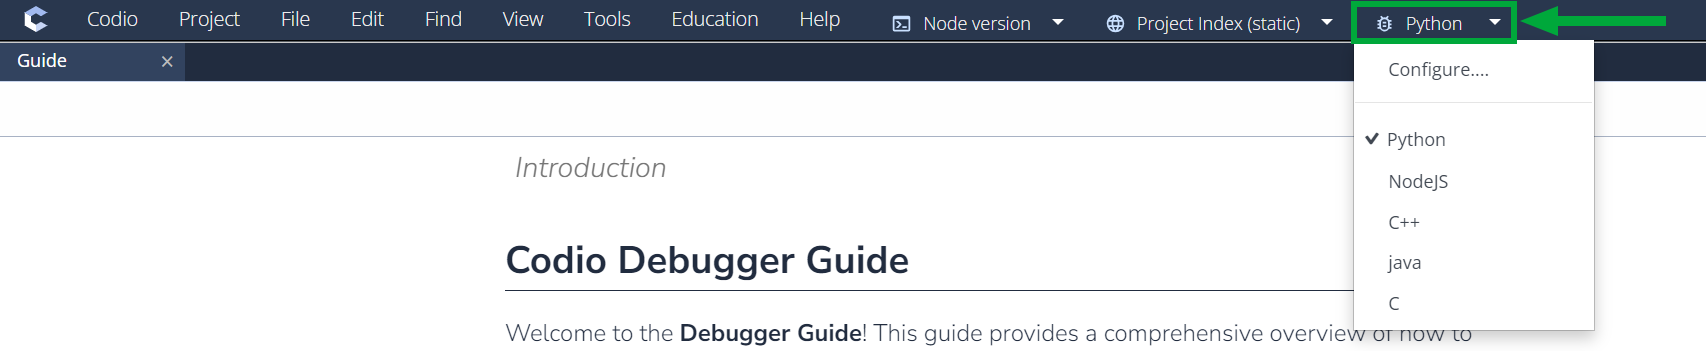 Codio Project File Edit Find View Tools Education Help Node version Project Index (static) Python
Guide ×
Configure....
Python
NodeJS
C++
java
C
Introduction
Codio Debugger Guide
Welcome to the Debugger Guide! This guide provides a comprehensive overview of how to